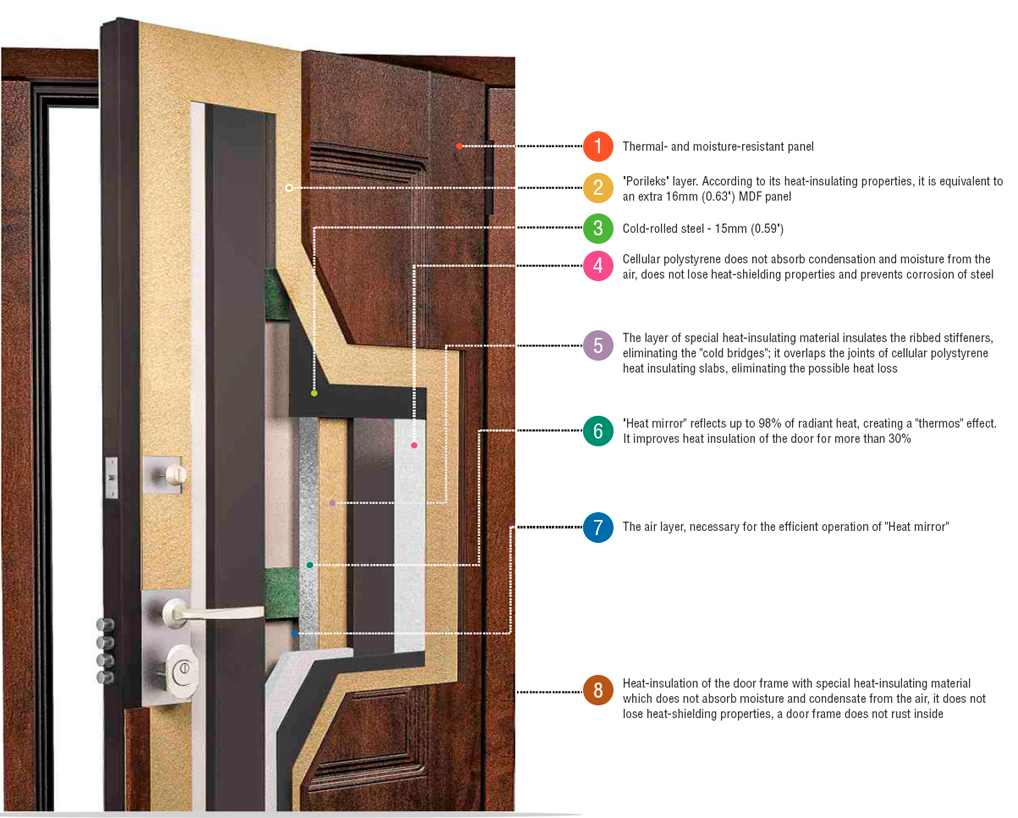 1 Thermal- and moisture-resistant panel
2 'Porileks' layer. According to its heat-insulating properties, it is equivalent to
an extra 16mm (0.63') MDF panel
3 Cold-rolled steel - 15mm (0.59')
4 Cellular polystyrene does not absorb condensation and moisture from the
air, does not lose heat-shielding properties and prevents corrosion of steel
5 The layer of special heat-insulating material insulates the ribbed stiffeners,
eliminating the "cold bridges"; it overlaps the joints of cellular polystyrene
heat insulating slabs, eliminating the possible heat loss
6 'Heat mirror" reflects up to 98% of radiant heat, creating a "thermos" effect.
It improves heat insulation of the door for more than 30%
7 The air layer, necessary for the efficient operation of "Heat mirror"
8 Heat-insulation of the door frame with special heat-insulating material
which does not absorb moisture and condensate from the air, it does not
lose heat-shielding properties, a door frame does not rust inside